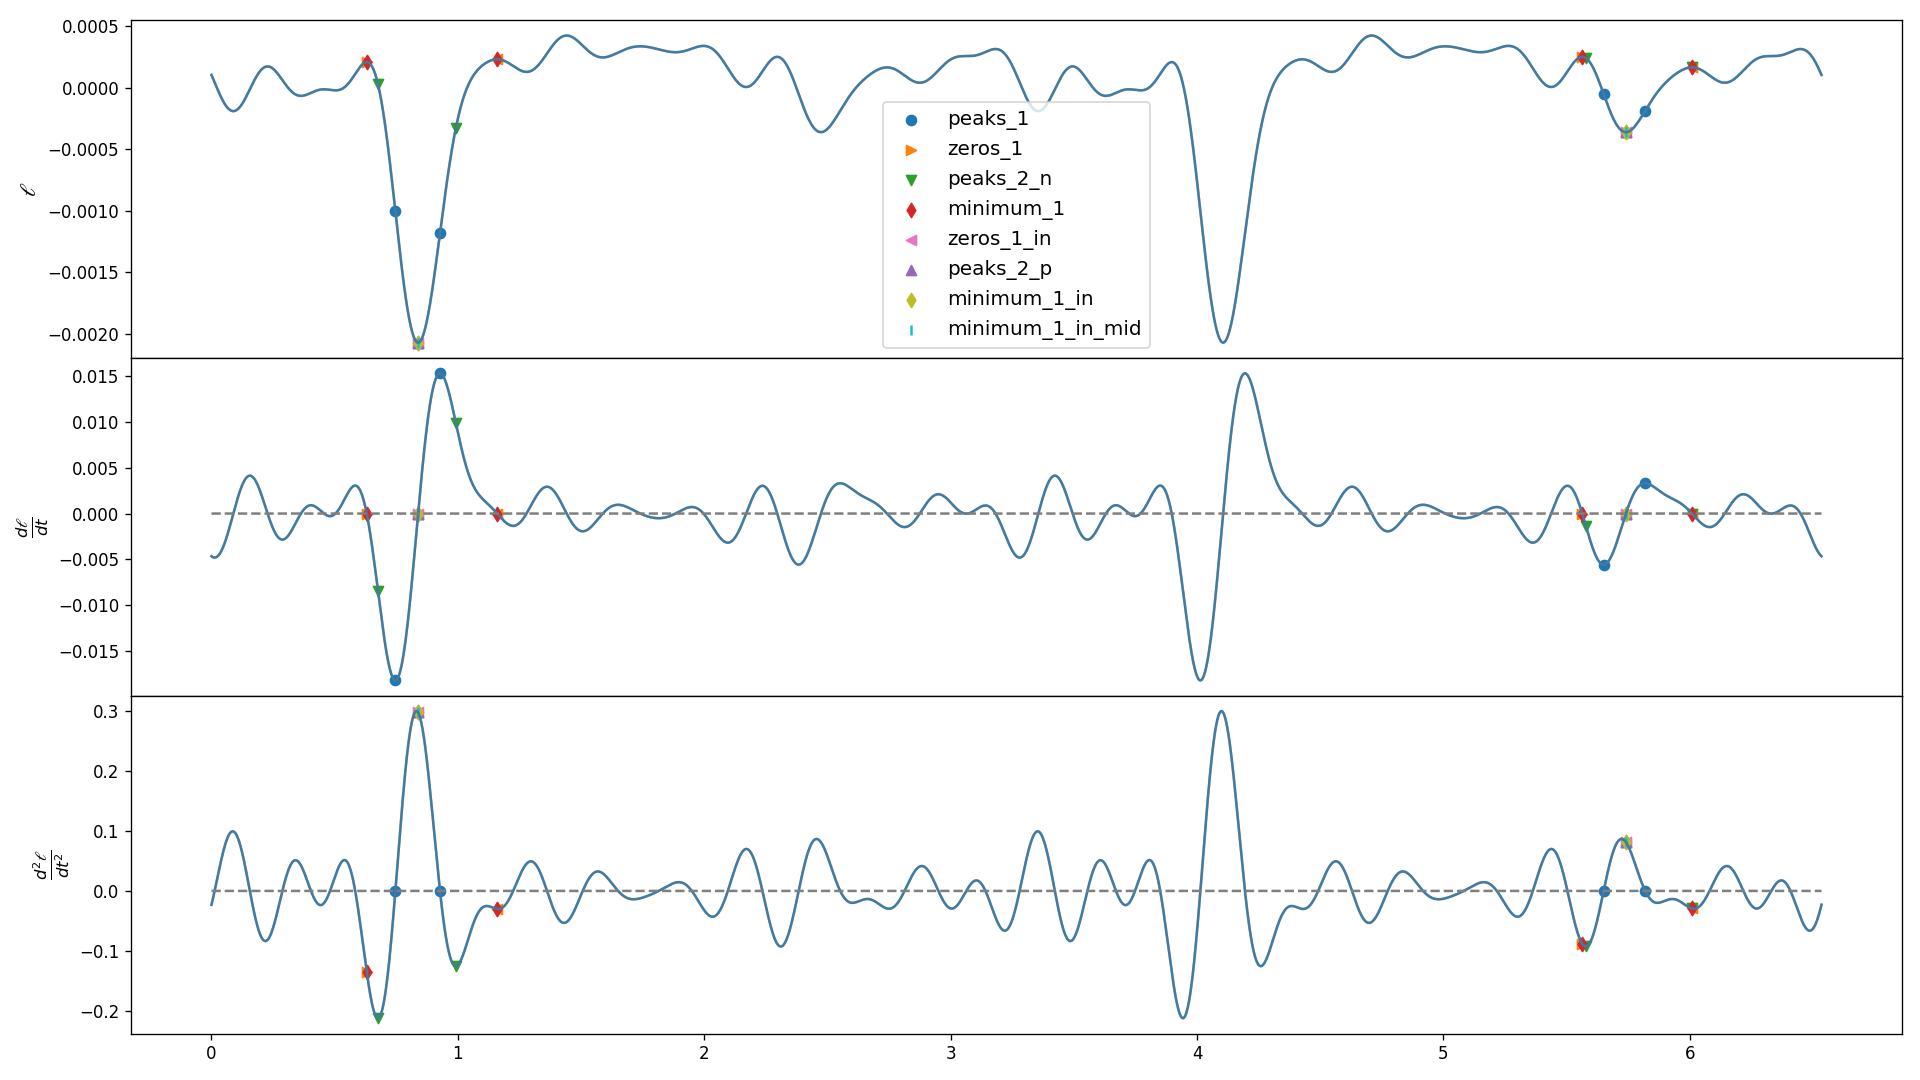 0.0005
0.0000
−0.0005
−0.0010
−0.0015
−0.0020
ℓ
peaks_1
zeros_1
peaks_2_n
minimum_1
zeros_1_in
peaks_2_p
minimum_1_in
minimum_1_in_mid
0.015
0.010
0.005
0.000
−0.005
−0.010
−0.015
dℓ
dt
0.3
0.2
0.1
0.0
−0.1
−0.2
d²ℓ
dt²
0 1 2 3 4 5 6